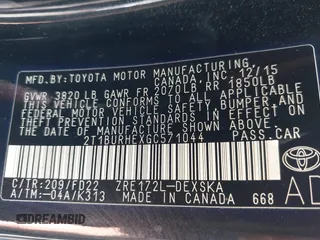 MFD.BY:TOYOTA MOTOR MANUFACTURING
CANADA, INC. 12/15
GVWR 3820 LB GAWR FR 2020LB RR 1850LB
THIS VEHICLE CONFORMS TO ALL APPLICABLE
FEDERAL MOTOR VEHICLE SAFETY, BUMPER, AND
THEFT PREVENTION STANDARDS IN EFFECT ON
THE DATE OF MANUFACTURE SHOWN ABOVE.
2T1BURHEXGC571044
C/TR:209/FD22 ZRE172L-DEXSKA
A/TM:-04A/K313 MADE IN CANADA 668
TOYOTA
AD
DREAMBID